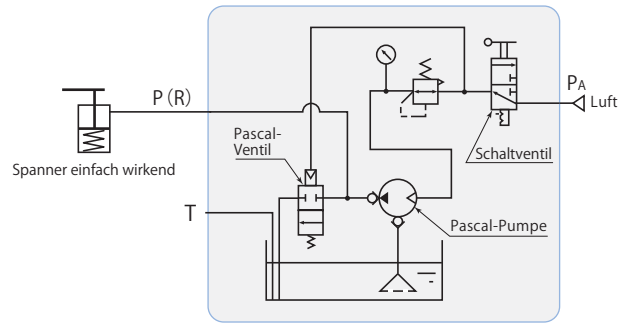 P (R)
Spanner einfach wirkend
Pascal-
Ventil
T
PA
Luft
Schaltventil
Pascal-Pumpe